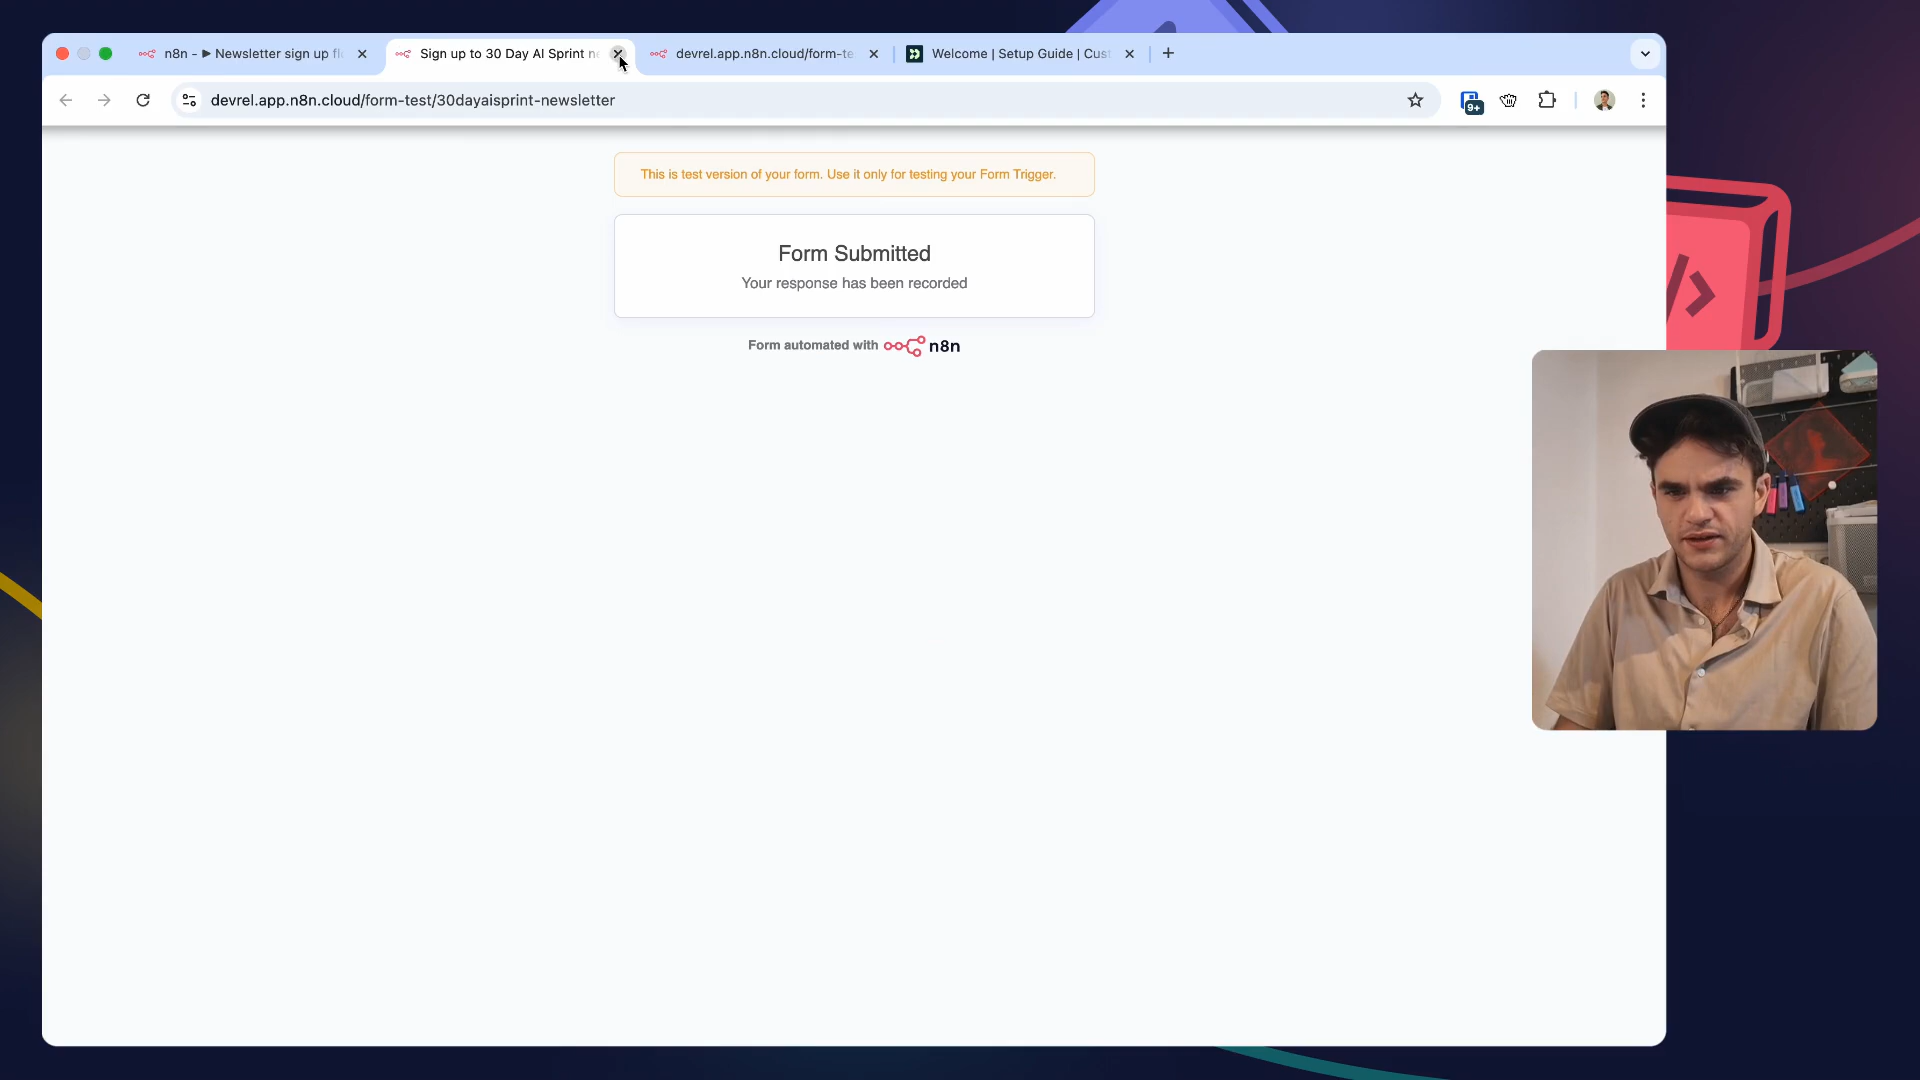 n8n - ▶ Newsletter sign up fl
Sign up to 30 Day AI Sprint ne
devrel.app.n8n.cloud/form-te
Welcome | Setup Guide | Cust
devrel.app.n8n.cloud/form-test/30dayaisprint-newsletter
9+
This is test version of your form. Use it only for testing your Form Trigger.
Form Submitted
Your response has been recorded
Form automated with n8n